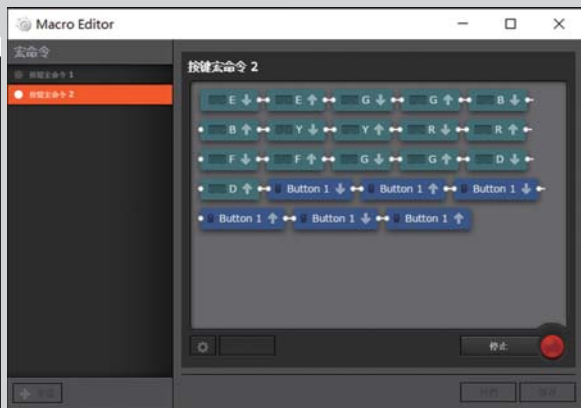 Macro Editor
宏命令
按键宏命令 1
按键宏命令 2
按键宏命令 2
E ↓ E ↑ G ↓ G ↑ B ↓
B ↑ Y ↓ Y ↑ R ↓ R ↑
F ↓ F ↑ G ↓ G ↑ D ↓
D ↑ Button 1 ↓ Button 1 ↑ Button 1 ↓
Button 1 ↑ Button 1 ↓ Button 1 ↑
停止